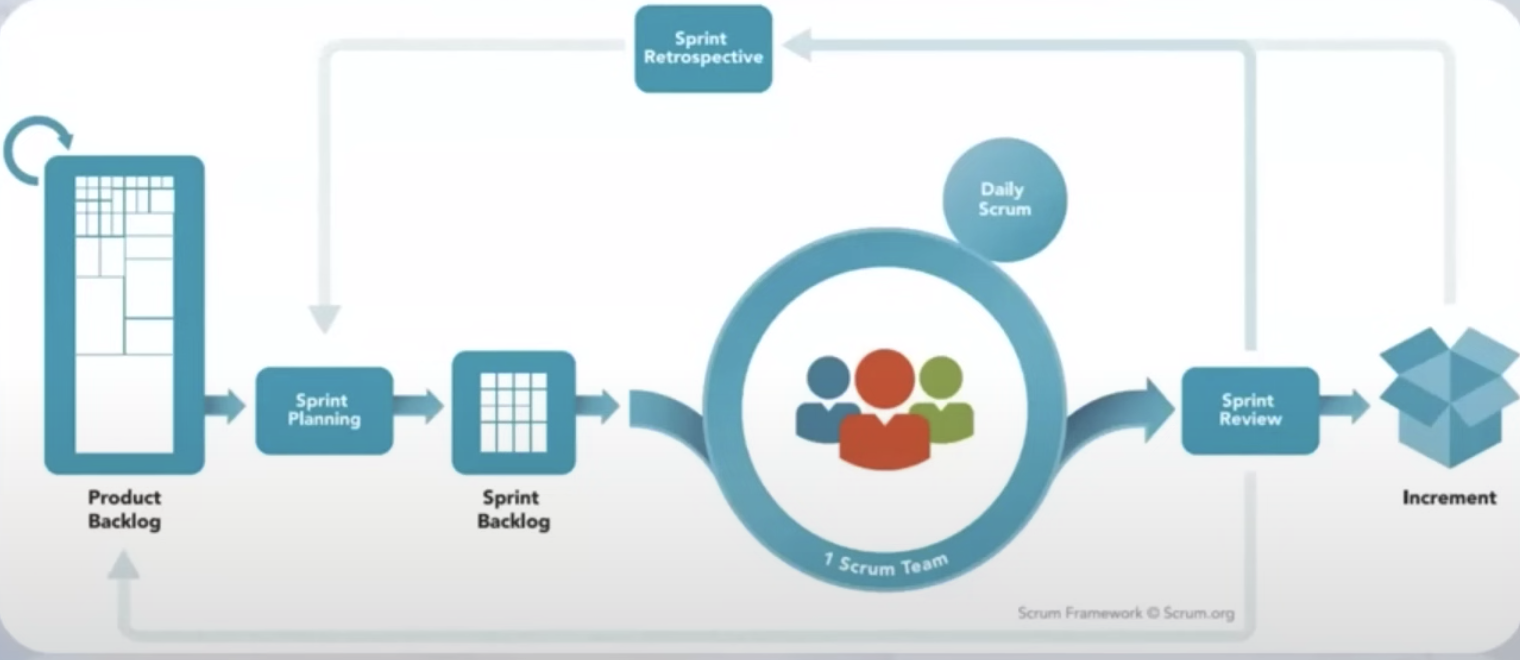 Sprint
Retrospective
Daily
Scrum
Sprint
Planning
Sprint
Review
Product
Backlog
Sprint
Backlog
Increment
1 Scrum Team
Scrum Framework © Scrum.org